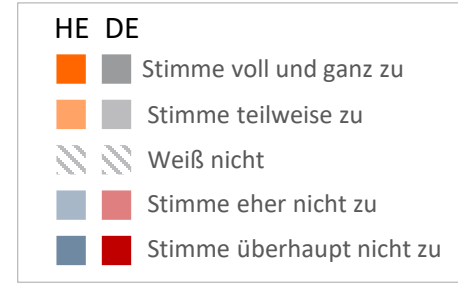 HE DE
Stimme voll und ganz zu
Stimme teilweise zu
Weiß nicht
Stimme eher nicht zu
Stimme überhaupt nicht zu